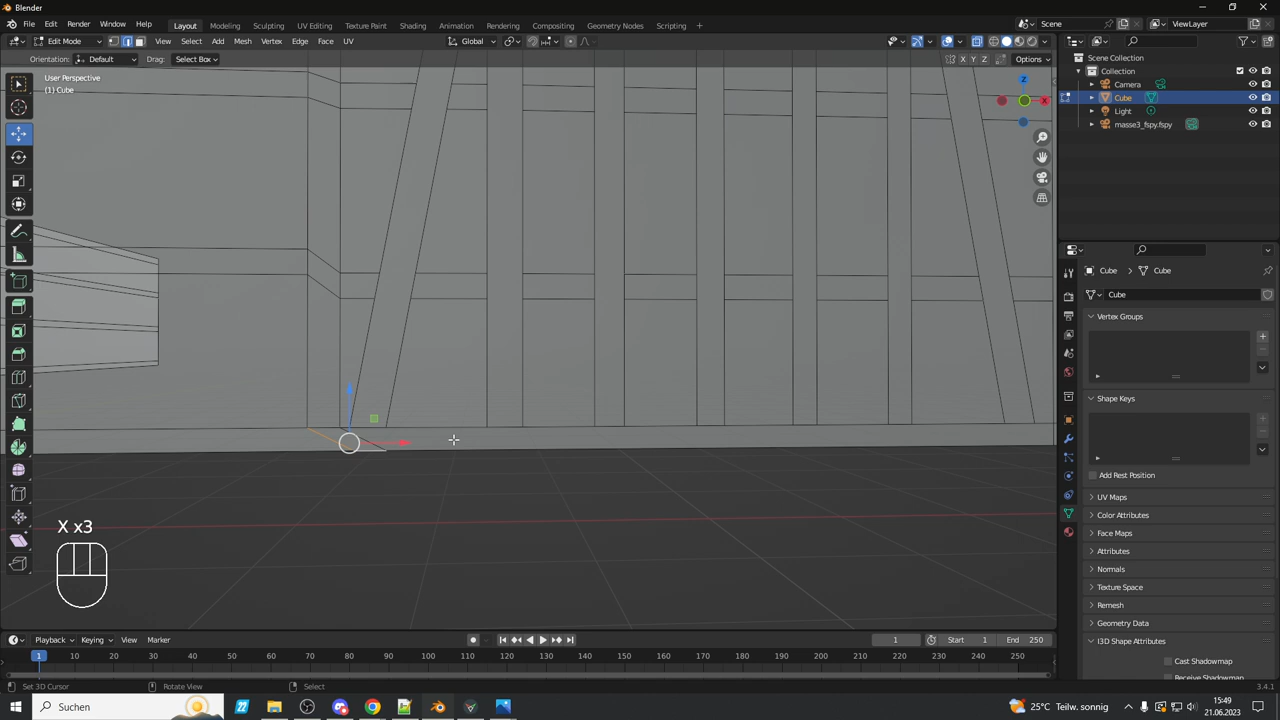 Blender
File Edit Render Window Help Layout Modeling Sculpting UV Editing Texture Paint Shading Animation Rendering Compositing Geometry Nodes Scripting + Scene ViewLayer
Edit Mode View Select Add Mesh Vertex Edge Face UV Global
Orientation: Default Drag: Select Box X Y Z Options
User Perspective
(1) Cube
Z
X
Scene Collection
Collection
Camera
Cube
Light
masse3_fspy.fspy
Cube Cube
Cube
Vertex Groups
Shape Keys
Add Rest Position
UV Maps
Color Attributes
Face Maps
Attributes
Normals
Texture Space
Remesh
Geometry Data
I3D Shape Attributes
Cast Shadowmap
Receive Shadowmap
X x3
Playback Keying View Marker 1 Start 1 End 250
1 10 20 30 40 50 60 70 80 90 100 110 120 130 140 150 160 170 180 190 200 210 220 230 240 250
Set 3D Cursor Rotate View Select 3.4.1
Suchen 25°C Teilw. sonnig 15:49
21.06.2023